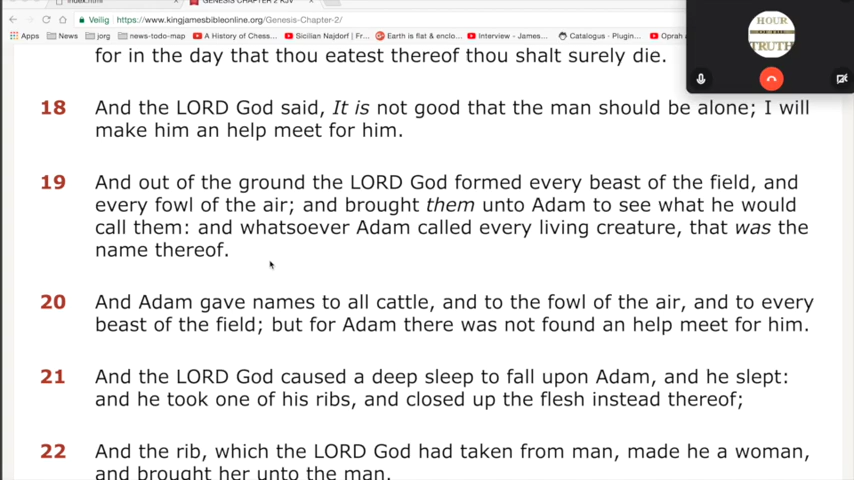 index.html
GENESIS CHAPTER 2 KJV
Veilig
https://www.kingjamesbibleonline.org/Genesis-Chapter-2/
Apps News jorg news-todo-map A History of Chess... Sicilian Najdorf | Fr... Earth is flat & enclo... Interview - James... Catalogus - Plugin... Oprah
HOUR
TRUTH
for in the day that thou eatest thereof thou shalt surely die.
18 And the LORD God said, It is not good that the man should be alone; I will
make him an help meet for him.
19 And out of the ground the LORD God formed every beast of the field, and
every fowl of the air; and brought them unto Adam to see what he would
call them: and whatsoever Adam called every living creature, that was the
name thereof.
20 And Adam gave names to all cattle, and to the fowl of the air, and to every
beast of the field; but for Adam there was not found an help meet for him.
21 And the LORD God caused a deep sleep to fall upon Adam, and he slept:
and he took one of his ribs, and closed up the flesh instead thereof;
22 And the rib, which the LORD God had taken from man, made he a woman,
and brought her unto the man.